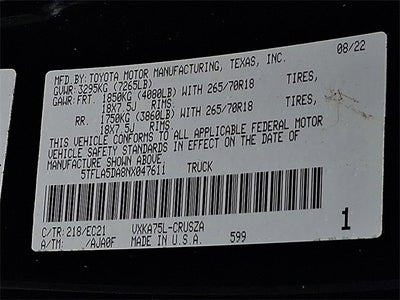 MFD. BY: TOYOTA MOTOR MANUFACTURING, TEXAS, INC. 08/22
GVWR: 3295KG (7265LB)
GAWR: FRT. 1850KG (4080LB) WITH 265/70R18 TIRES,
18X7.5J RIMS.
RR. 1750KG (3860LB) WITH 265/70R18 TIRES,
18X7.5J RIMS.
THIS VEHICLE CONFORMS TO ALL APPLICABLE FEDERAL MOTOR
VEHICLE SAFETY STANDARDS IN EFFECT ON THE DATE OF
MANUFACTURE SHOWN ABOVE.
5TFLA5DA8NX047611 TRUCK
C/TR: 218/EC21 VXKA75L-CRUSZA 1
A/TM: /AJA0F MADE IN U.S.A. 599